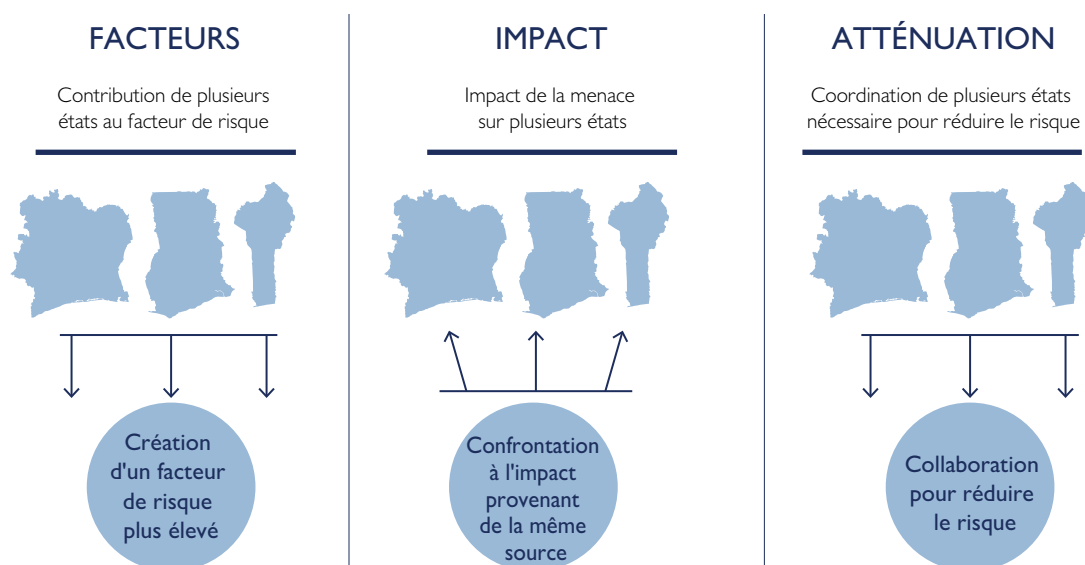 FACTEURS
Contribution de plusieurs
états au facteur de risque
Création
d'un facteur
de risque
plus élevé
IMPACT
Impact de la menace
sur plusieurs états
Confrontation
à l'impact
provenant
de la même
source
ATTÉNUATION
Coordination de plusieurs états
nécessaire pour réduire le risque
Collaboration
pour réduire
le risque